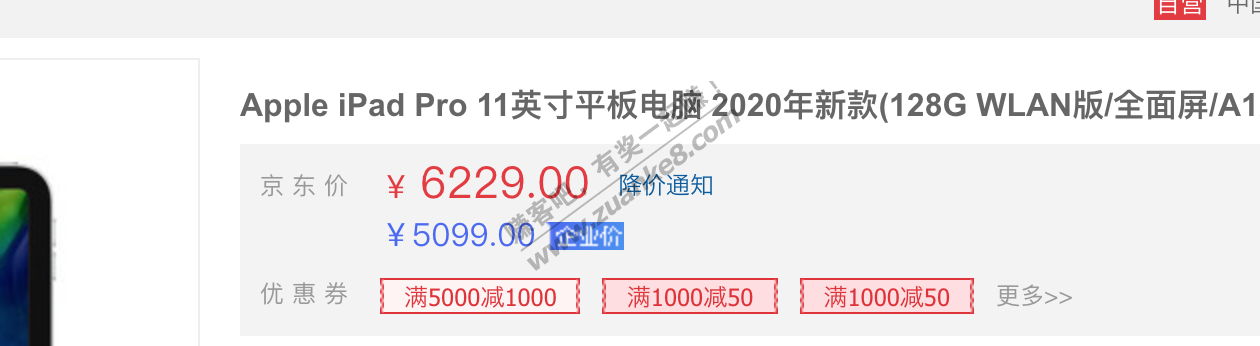 自营 中国
Apple iPad Pro 11英寸平板电脑 2020年新款(128G WLAN版/全面屏/A1
京东价 ￥ 6229.00 降价通知
￥5099.00 企业价
优惠券 满5000减1000 满1000减50 满1000减50 更多>>
赚客吧，有奖一起赚！
www.zuanke8.com